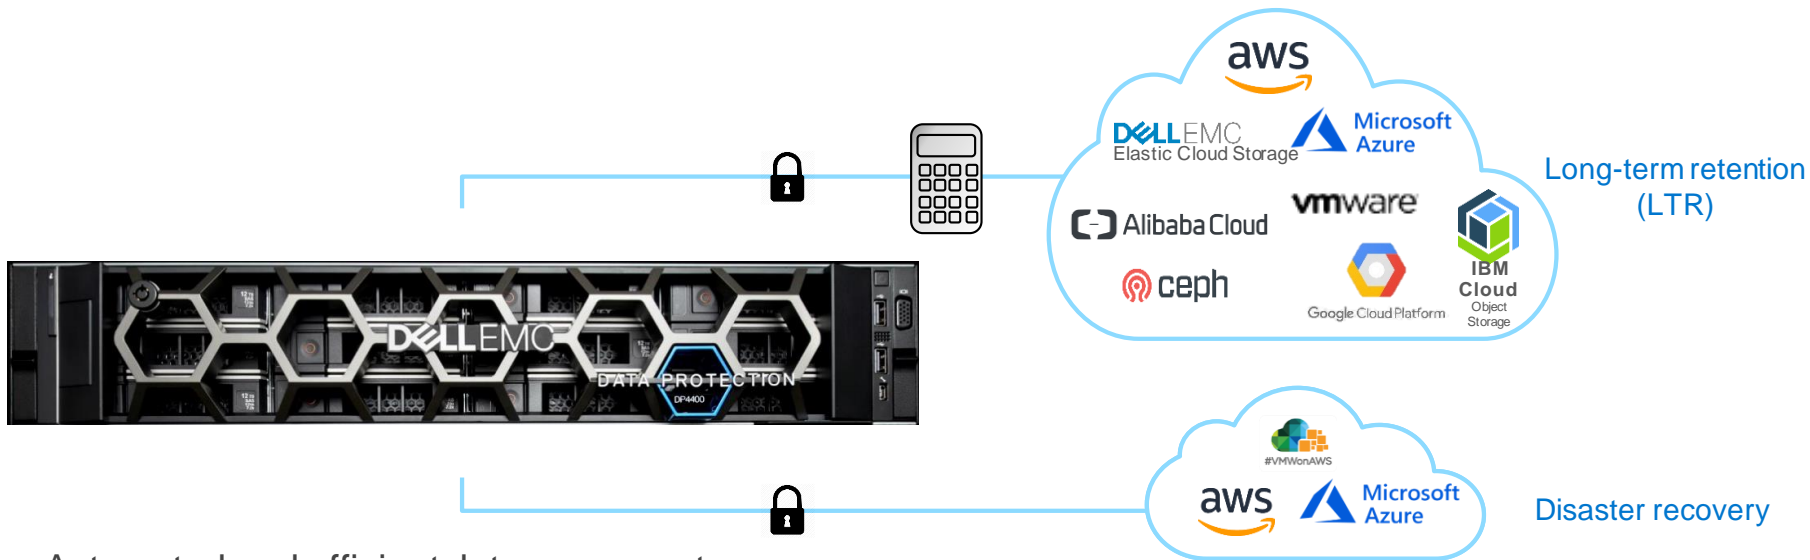 aws
DELLEMC
Elastic Cloud Storage
Microsoft
Azure
Long-term retention
(LTR)
vmware
Alibaba Cloud
IBM
Cloud
Object
Storage
ceph
Google Cloud Platform
DELLEMC
DATA PROTECTION
DP4400
#VMWonAWS
aws
Microsoft
Azure
Disaster recovery